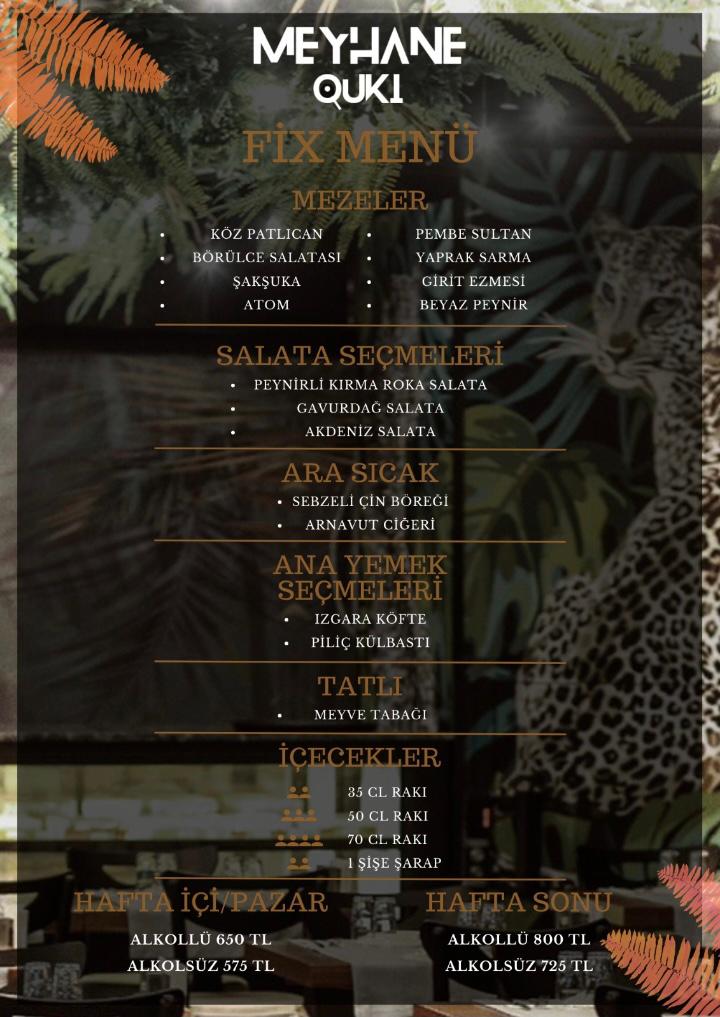 MEYHANE
QUKI
FİX MENÜ
MEZELER
• KÖZ PATLICAN
• BÖRÜLCE SALATASI
• ŞAKŞUKA
• ATOM
• PEMBE SULTAN
• YAPRAK SARMA
• GİRİT EZMESİ
• BEYAZ PEYNİR
SALATA SEÇMELERİ
• PEYNİRLİ KIRMA ROKA SALATA
• GAVURDAĞ SALATA
• AKDENİZ SALATA
ARA SICAK
• SEBZELİ ÇİN BÖREĞİ
• ARNAVUT CİĞERİ
ANA YEMEK
SEÇMELERİ
• IZGARA KÖFTE
• PİLİÇ KÜLBASTI
TATLI
• MEYVE TABAĞI
İÇECEKLER
35 CL RAKI
50 CL RAKI
70 CL RAKI
1 ŞİŞE ŞARAP
HAFTA İÇİ/PAZAR
ALKOLLÜ 650 TL
ALKOLSÜZ 575 TL
HAFTA SONU
ALKOLLÜ 800 TL
ALKOLSÜZ 725 TL